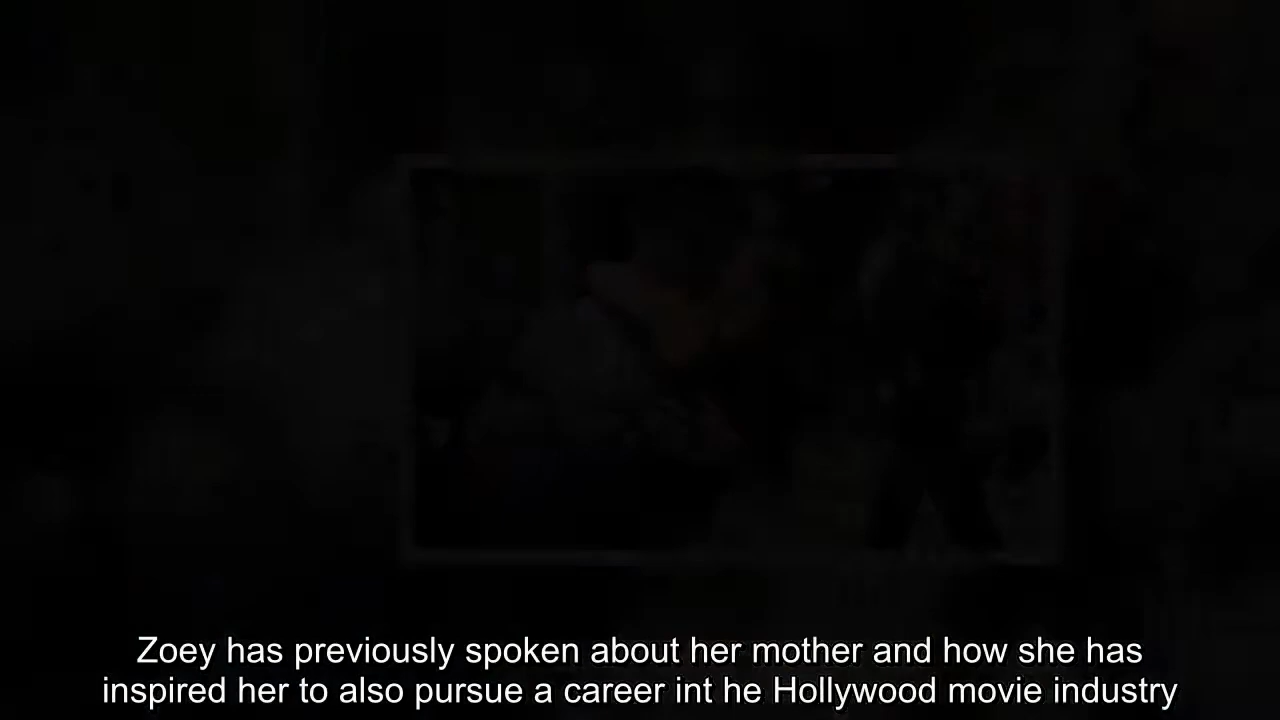 Zoey has previously spoken about her mother and how she has
inspired her to also pursue a career int he Hollywood movie industry